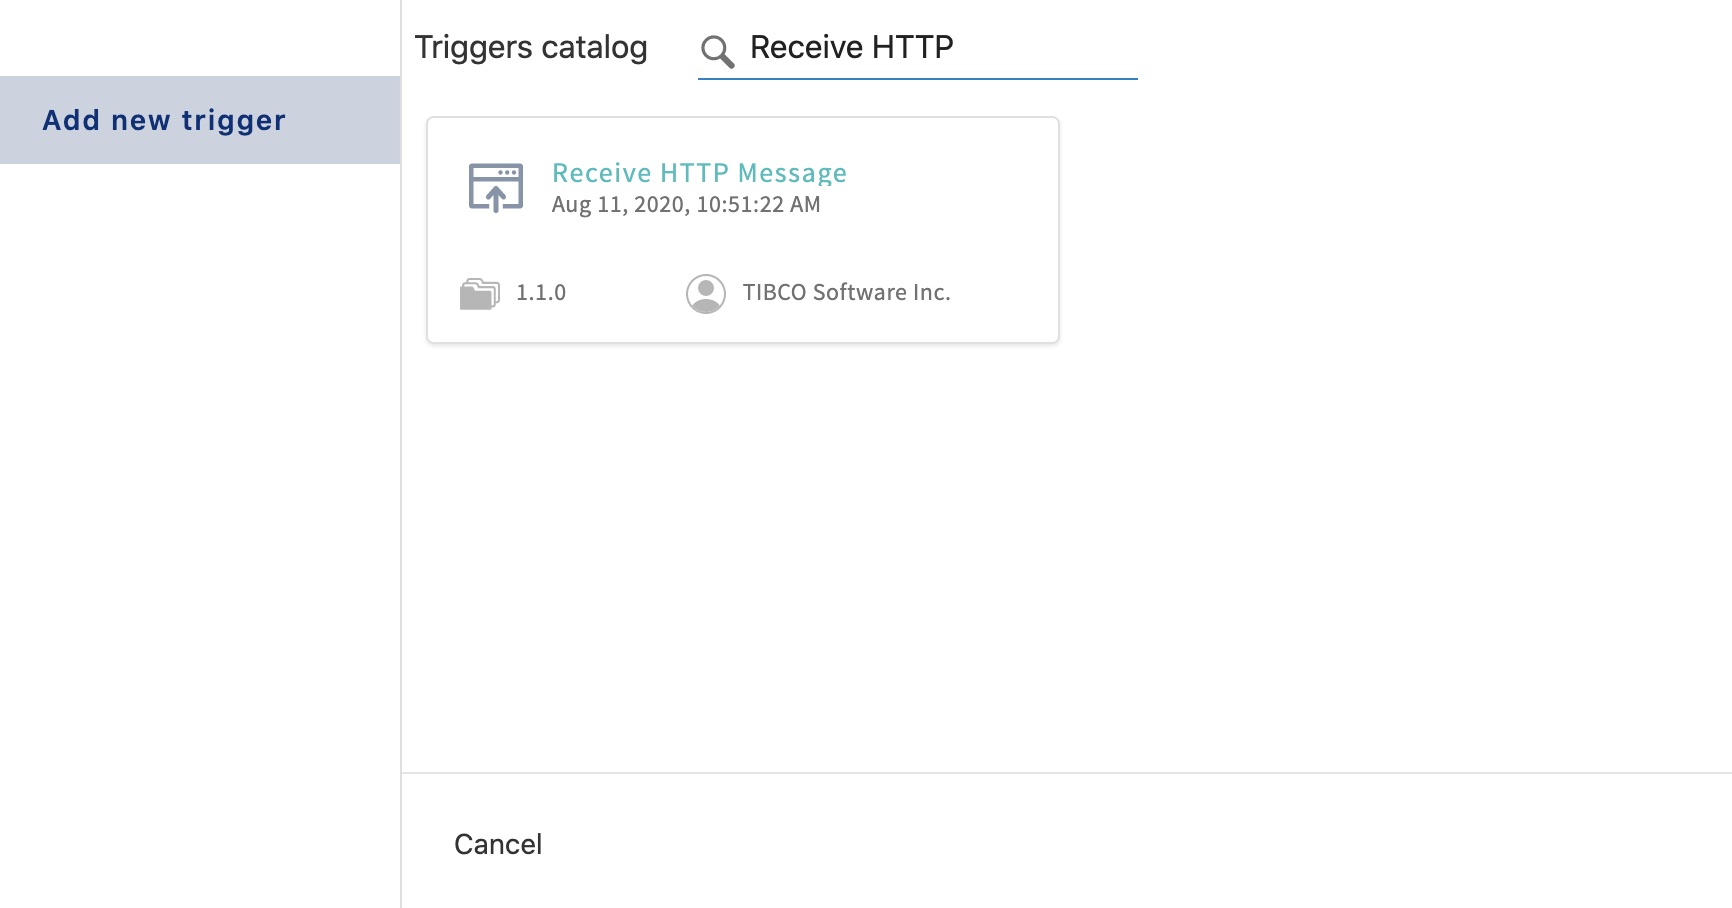 Triggers catalog
Receive HTTP
Add new trigger
Receive HTTP Message
Aug 11, 2020, 10:51:22 AM
1.1.0
TIBCO Software Inc.
Cancel